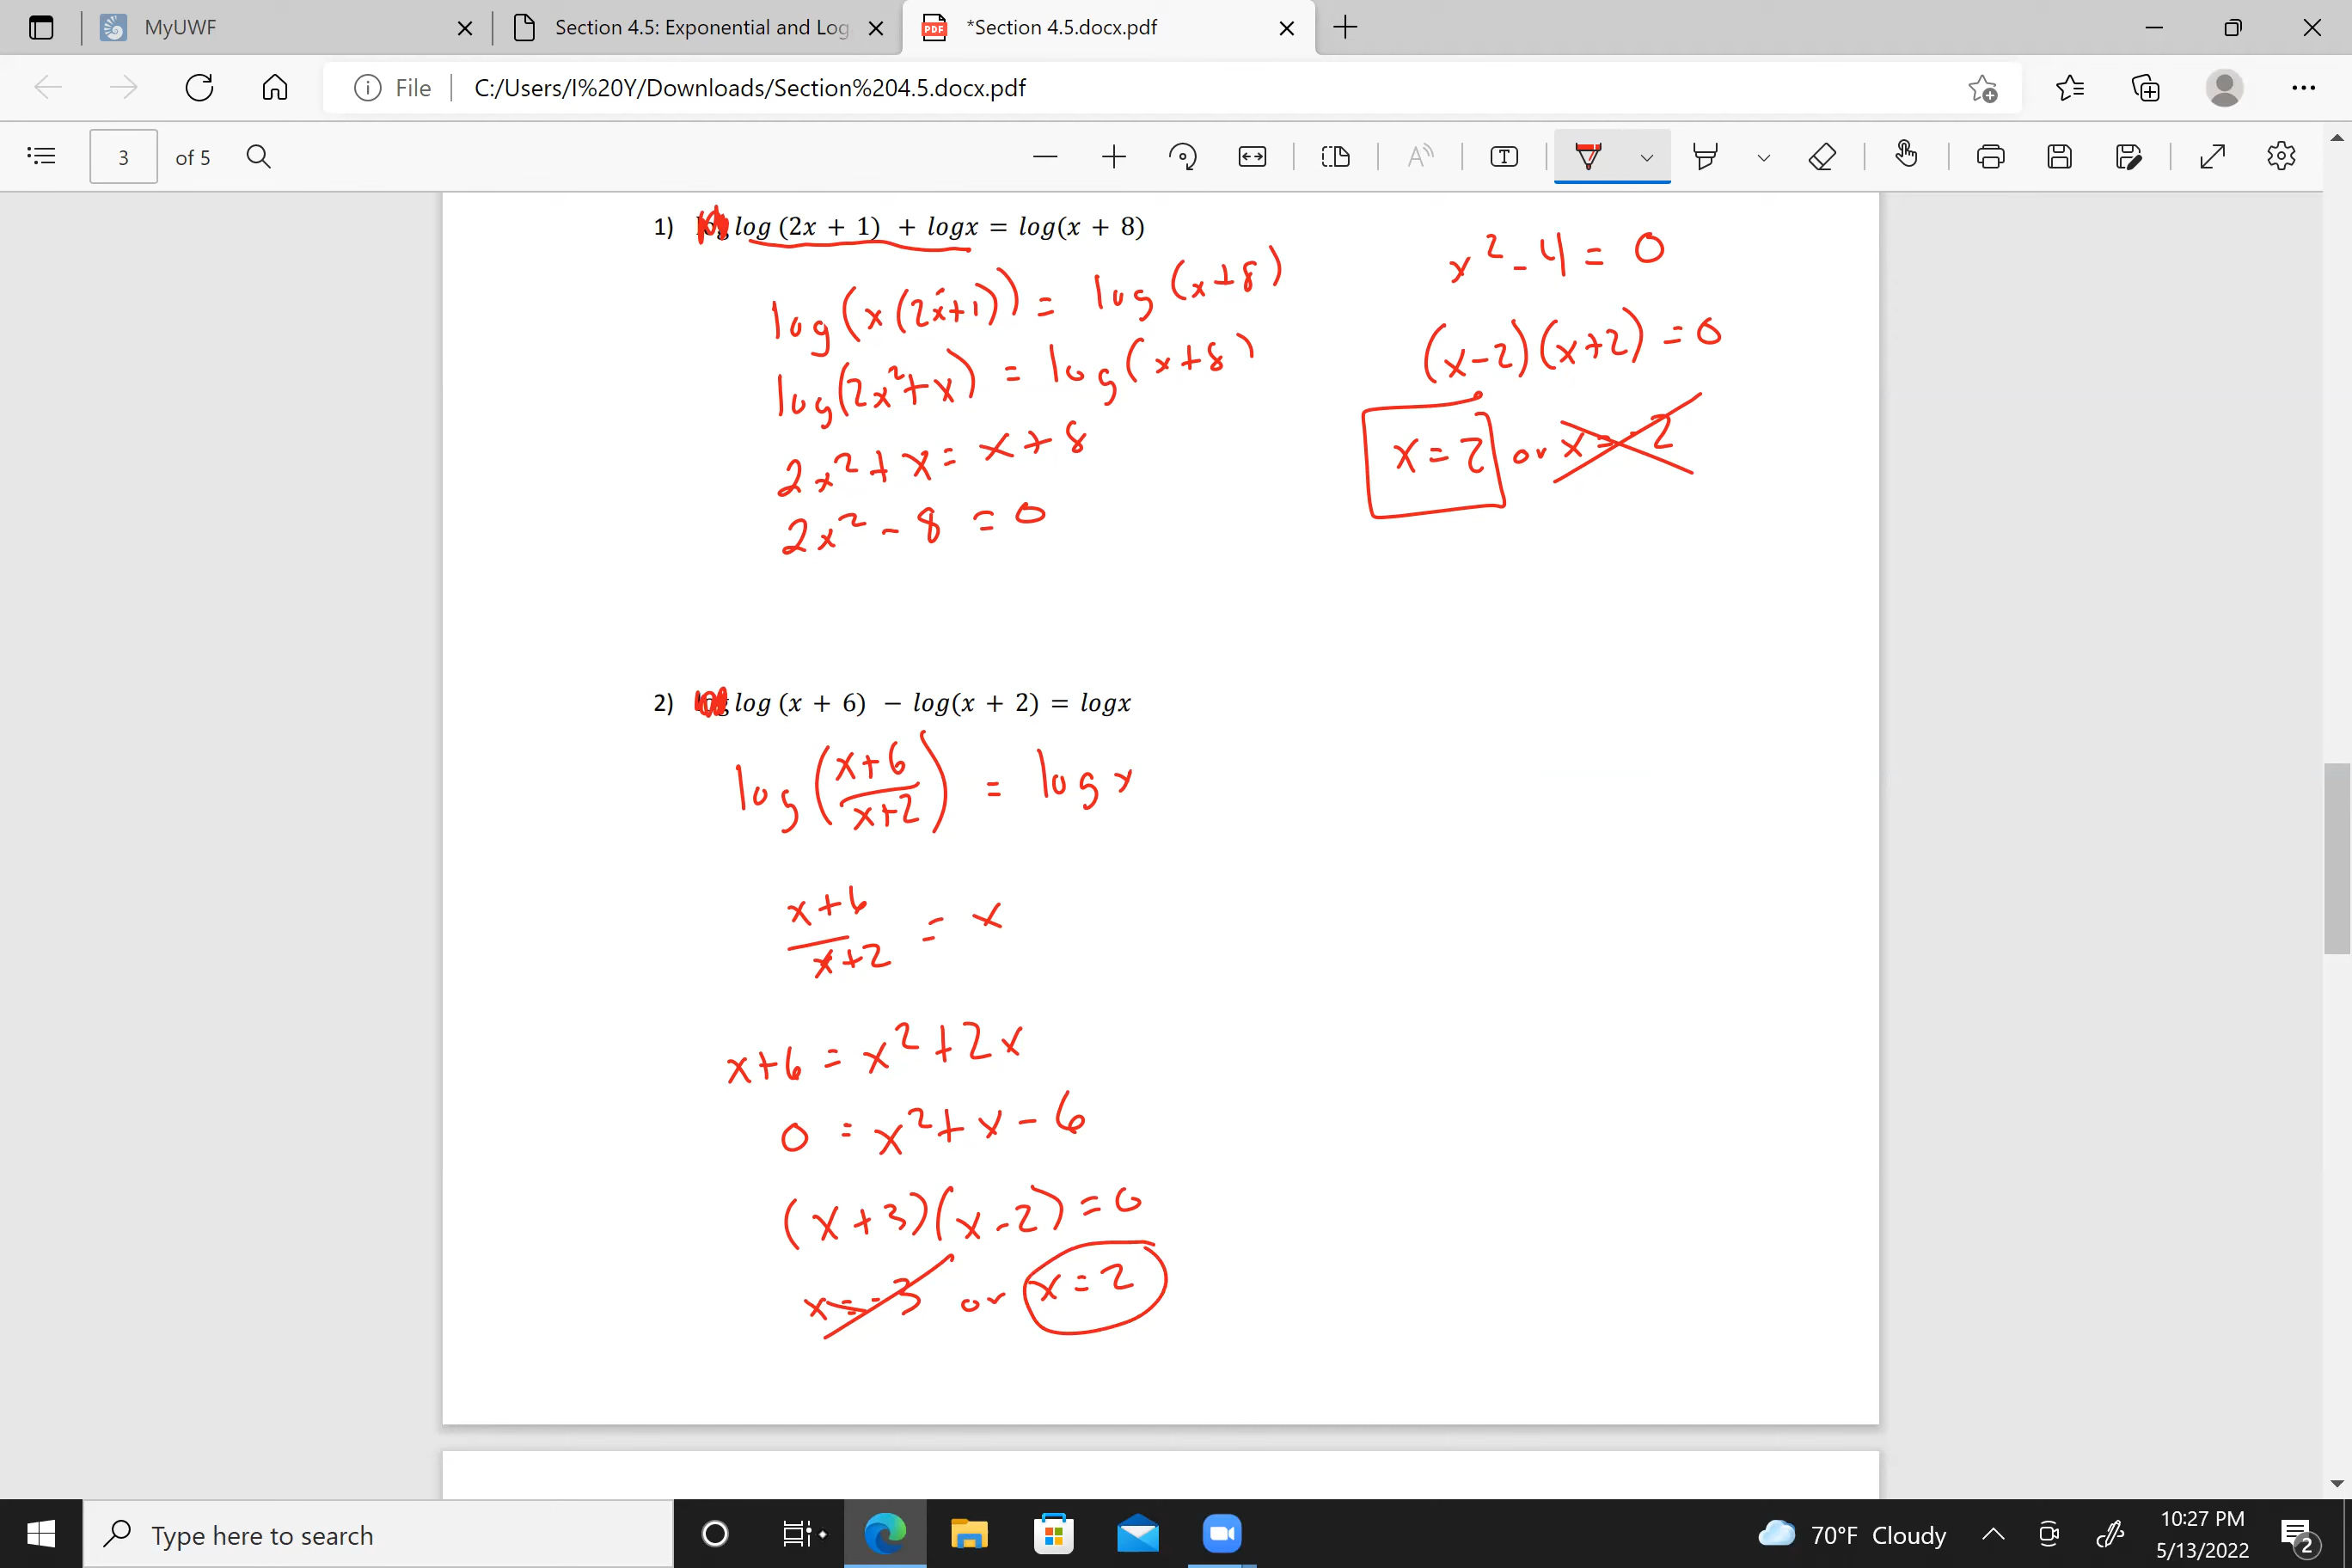 MyUWF
Section 4.5: Exponential and Log
*Section 4.5.docx.pdf
File
C:/Users/I%20Y/Downloads/Section%204.5.docx.pdf
3 of 5
1) log (2x + 1) + logx = log(x + 8)
log(x(2x+1)) = log(x+8)
log(2x²+x) = log(x+8)
2x²+x = x+8
2x² - 8 = 0
x² - 4 = 0
(x-2)(x+2) = 0
x = 2 or x = -2
2) log (x + 6) − log(x + 2) = logx
log(x+6/x+2) = log x
x+6/x+2 = x
x+6 = x²+2x
0 = x²+x-6
(x+3)(x-2)=0
x = -3 or x = 2
Type here to search
70°F Cloudy
10:27 PM
5/13/2022
2